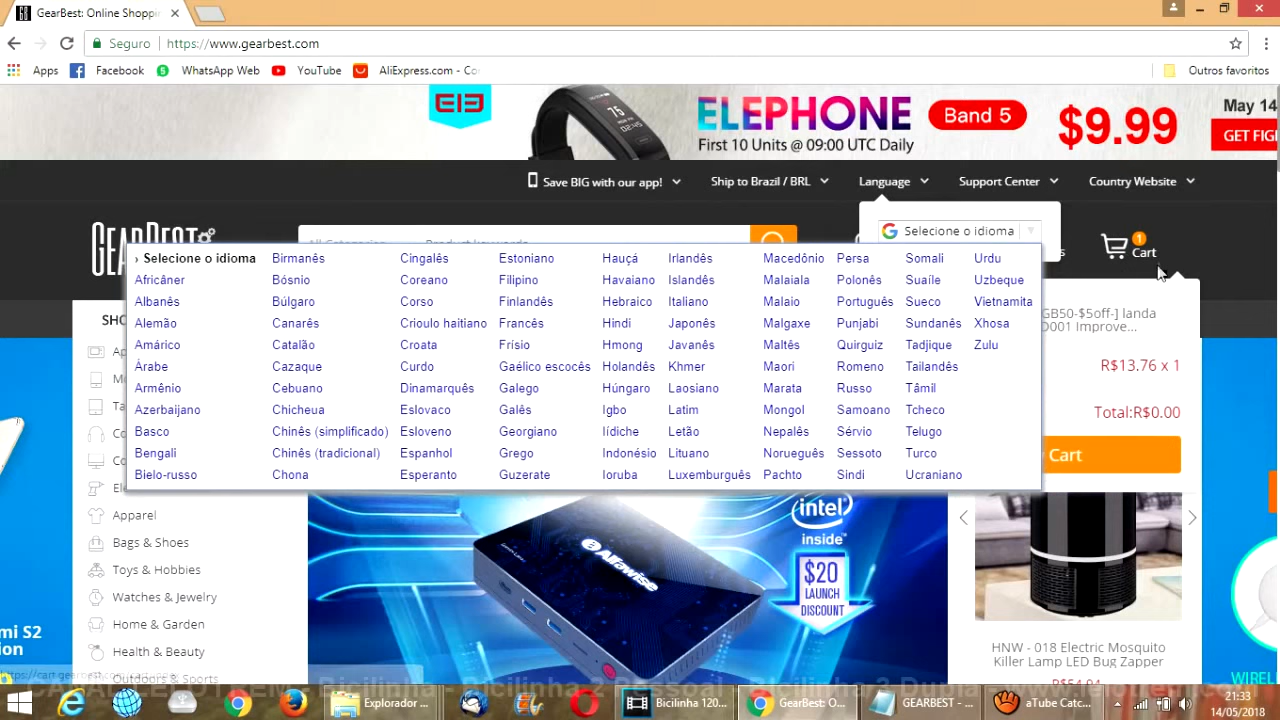 GearBest: Online Shoppi
Seguro https://www.gearbest.com
Apps Facebook WhatsApp Web YouTube AliExpress.com - Co Outros favoritos
ELEPHONE Band 5 $9.99 May 14
First 10 Units @ 09:00 UTC Daily GET FIG
Save BIG with our app! Ship to Brazil / BRL Language Support Center Country Website
GEARBEST
Selecione o idioma
1
Cart
› Selecione o idioma Birmanês Cingalês Estoniano Hauçá Irlandês Macedônio Persa Somali Urdu
Africâner Bósnio Coreano Filipino Havaiano Islandês Malaiala Polonês Suaíle Uzbeque
Albanês Búlgaro Corso Finlandês Hebraico Italiano Malaio Português Sueco Vietnamita
Alemão Canarês Crioulo haitiano Francês Hindi Japonês Malgaxe Punjabi Sundanês Xhosa
Amárico Catalão Croata Frísio Hmong Javanês Maltês Quirguiz Tadjique Zulu
Árabe Cazaque Curdo Gaélico escocês Holandês Khmer Maori Romeno Tailandês
Armênio Cebuano Dinamarquês Galego Húngaro Laosiano Marata Russo Tâmil
Azerbaijano Chicheua Eslovaco Galês Igbo Latim Mongol Samoano Tcheco
Basco Chinês (simplificado) Esloveno Georgiano Iídiche Letão Nepalês Sérvio Telugo
Bengali Chinês (tradicional) Espanhol Grego Indonésio Lituano Norueguês Sessoto Turco
Bielo-russo Chona Esperanto Guzerate Ioruba Luxemburguês Pachto Sindi Ucraniano
GB50-$5off-] landa
D001 Improve...
R$13.76 x 1
Total:R$0.00
Cart
Apparel
Bags & Shoes
Toys & Hobbies
Watches & Jewelry
Home & Garden
Health & Beauty
Outdoors & Sports
intel
inside
$20
LAUNCH
DISCOUNT
Alfawise
mi S2
HNW - 018 Electric Mosquito
Killer Lamp LED Bug Zapper
WIREL
Explorador ... Bicilinha 120... GearBest: O... GEARBEST - ... aTube Catc...
21:33
14/05/2018